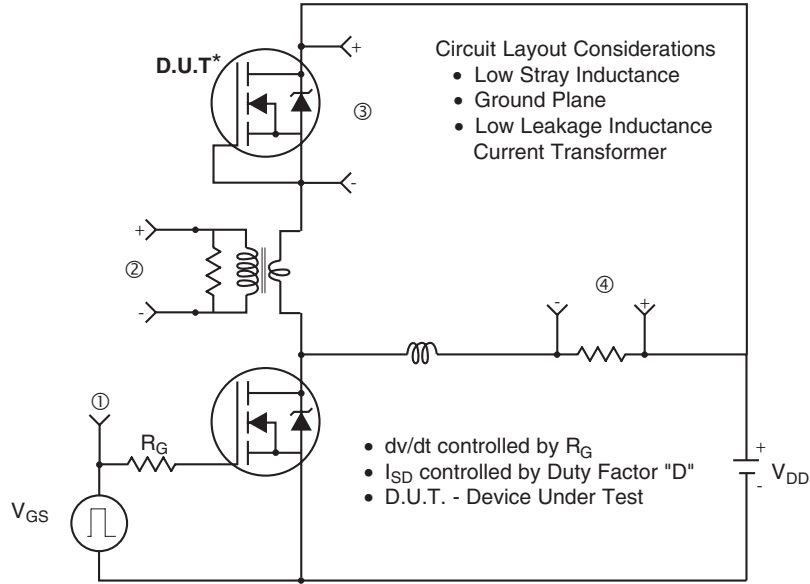 D.U.T*
+
-
③
Circuit Layout Considerations
• Low Stray Inductance
• Ground Plane
• Low Leakage Inductance
Current Transformer
+
②
-
④
-
+
①
RG
VGS
• dv/dt controlled by RG
• ISD controlled by Duty Factor "D"
• D.U.T. - Device Under Test
+
VDD
-